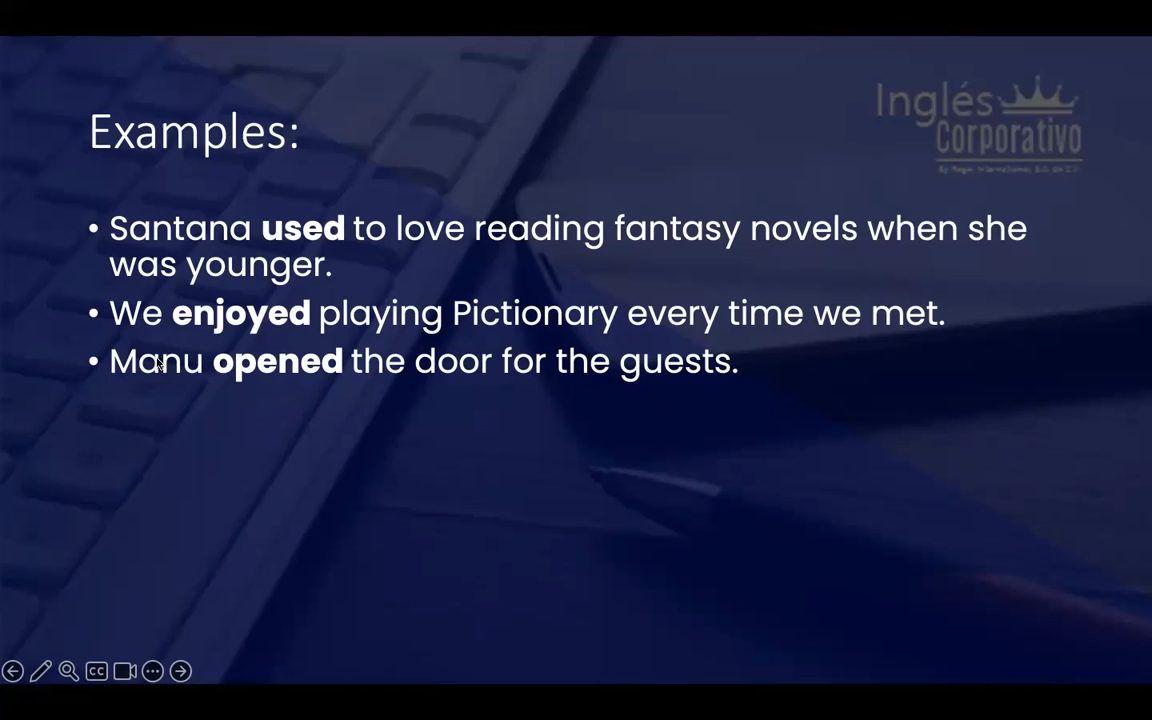 Inglés
Corporativo
Examples:
• Santana used to love reading fantasy novels when she
was younger.
• We enjoyed playing Pictionary every time we met.
• Manu opened the door for the guests.
CC